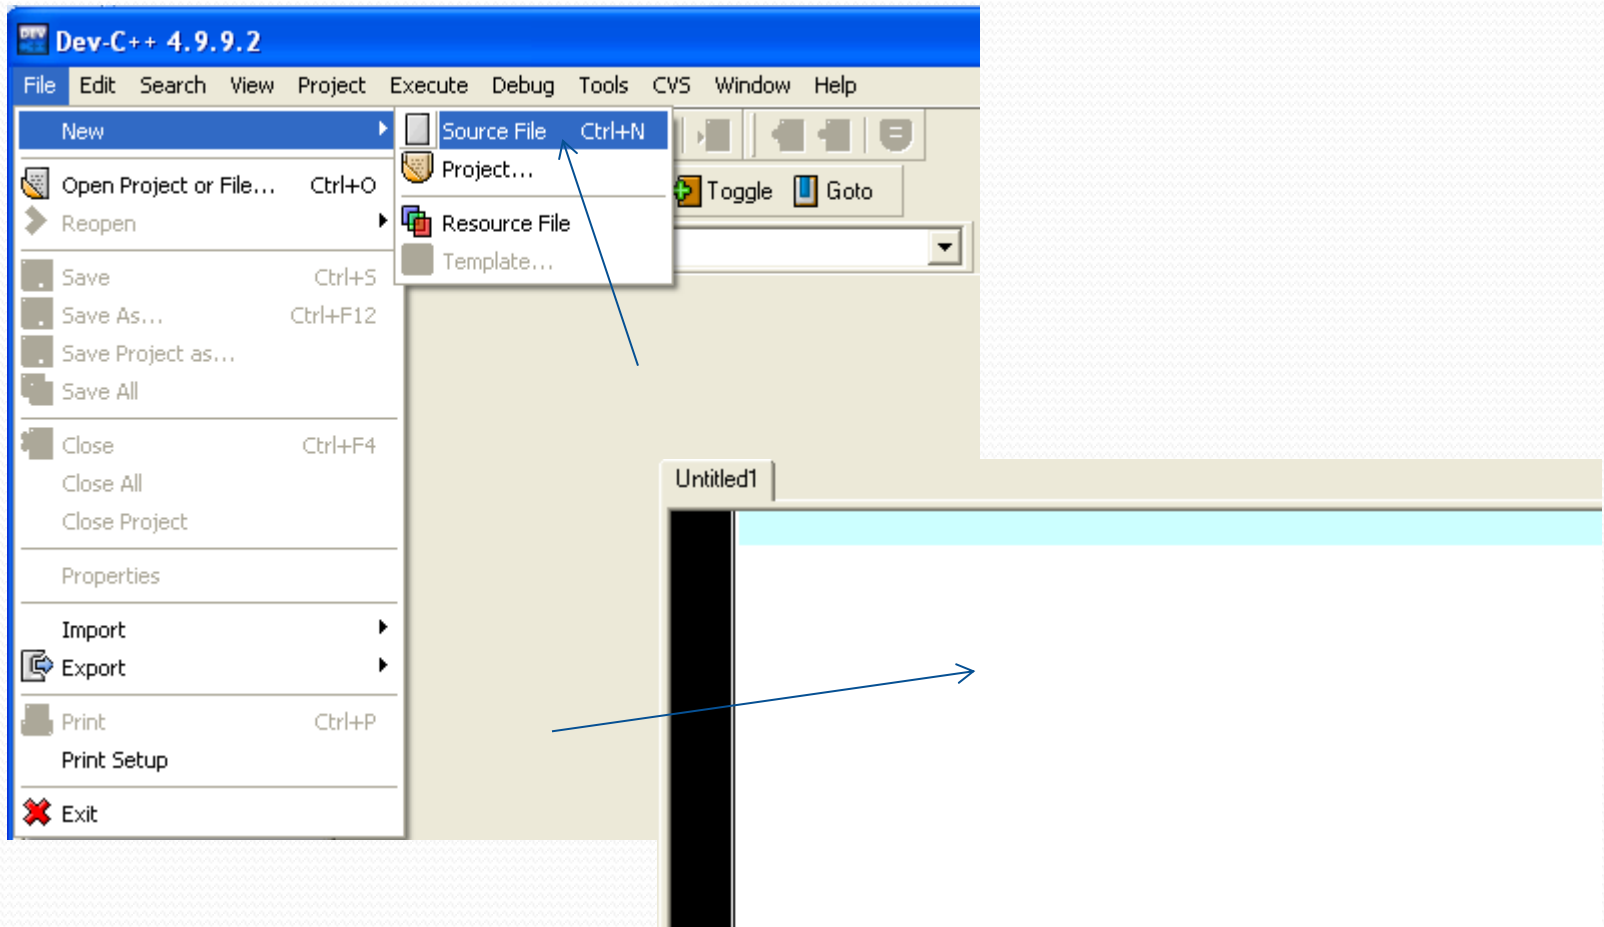 DEV
Dev-C++ 4.9.9.2
File Edit Search View Project Execute Debug Tools CVS Window Help
New
Source File Ctrl+N
Project...
Resource File
Template...
Toggle Goto
Open Project or File... Ctrl+O
Reopen
Save Ctrl+S
Save As... Ctrl+F12
Save Project as...
Save All
Close Ctrl+F4
Close All
Close Project
Properties
Import
Export
Print Ctrl+P
Print Setup
Exit
Untitled1